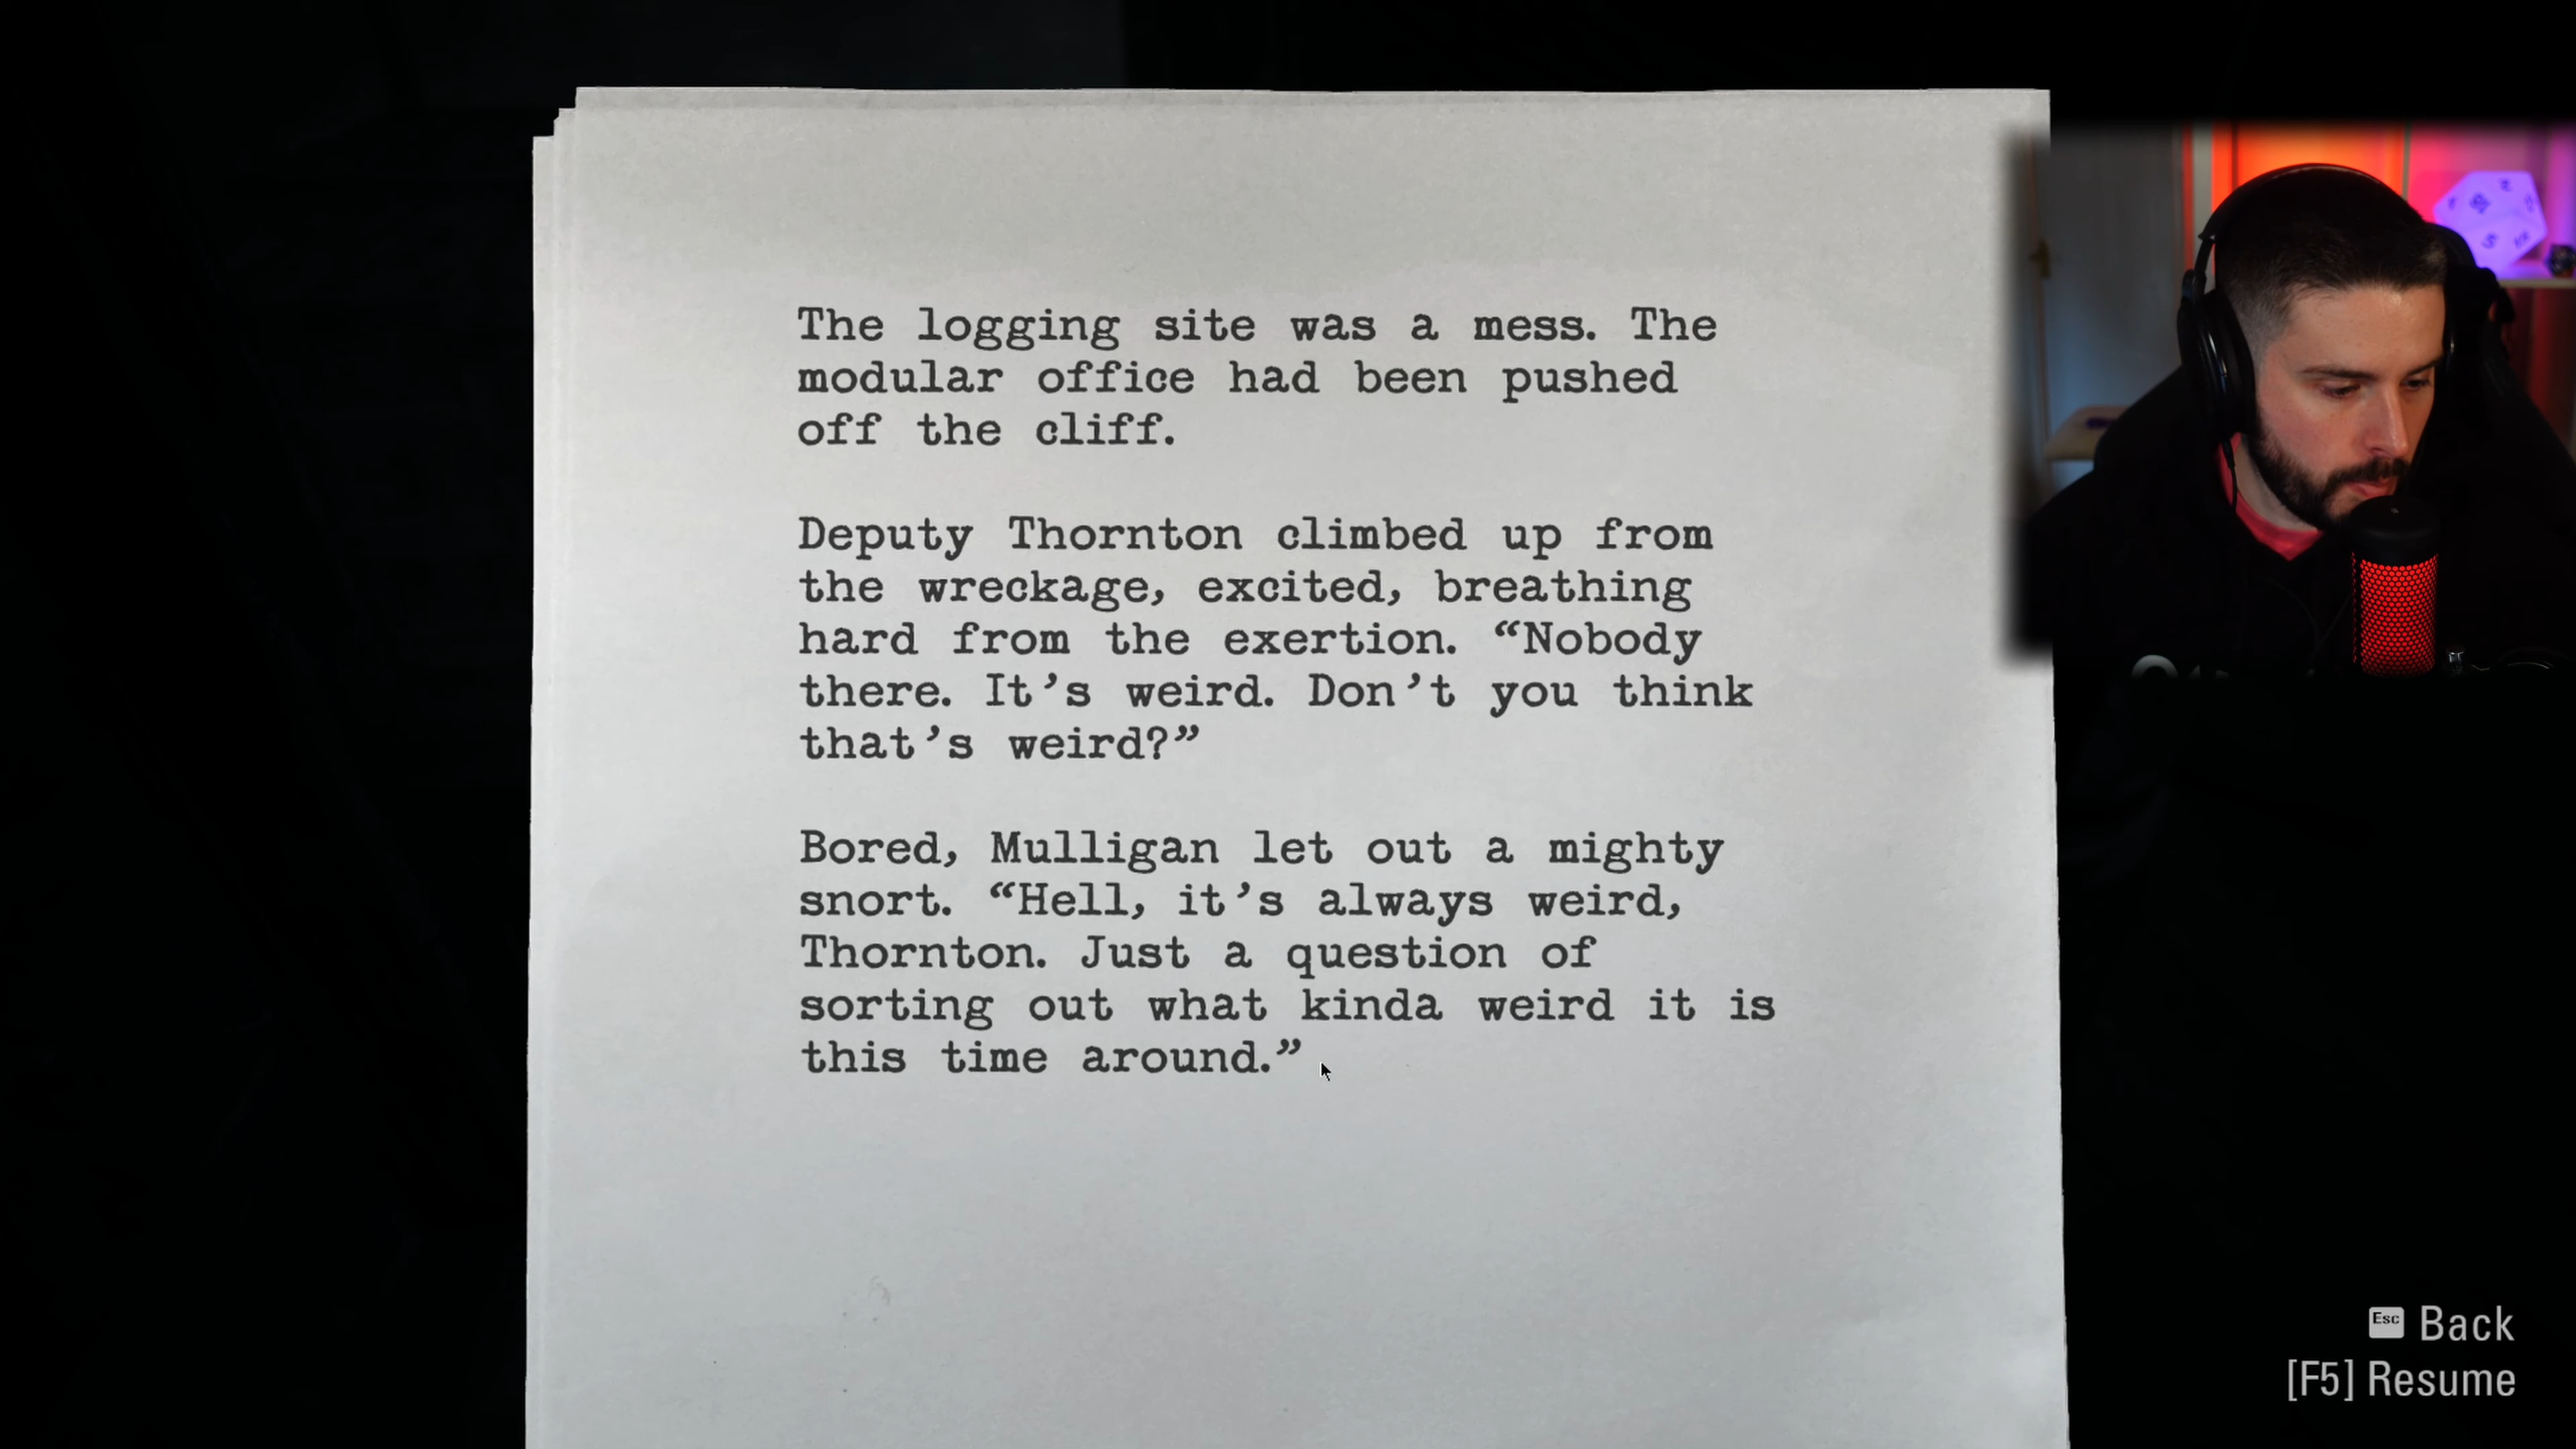 The logging site was a mess. The
modular office had been pushed
off the cliff.
Deputy Thornton climbed up from
the wreckage, excited, breathing
hard from the exertion. “Nobody
there. It’s weird. Don’t you think
that’s weird?”
Bored, Mulligan let out a mighty
snort. “Hell, it’s always weird,
Thornton. Just a question of
sorting out what kinda weird it is
this time around.”
Esc Back
[F5] Resume